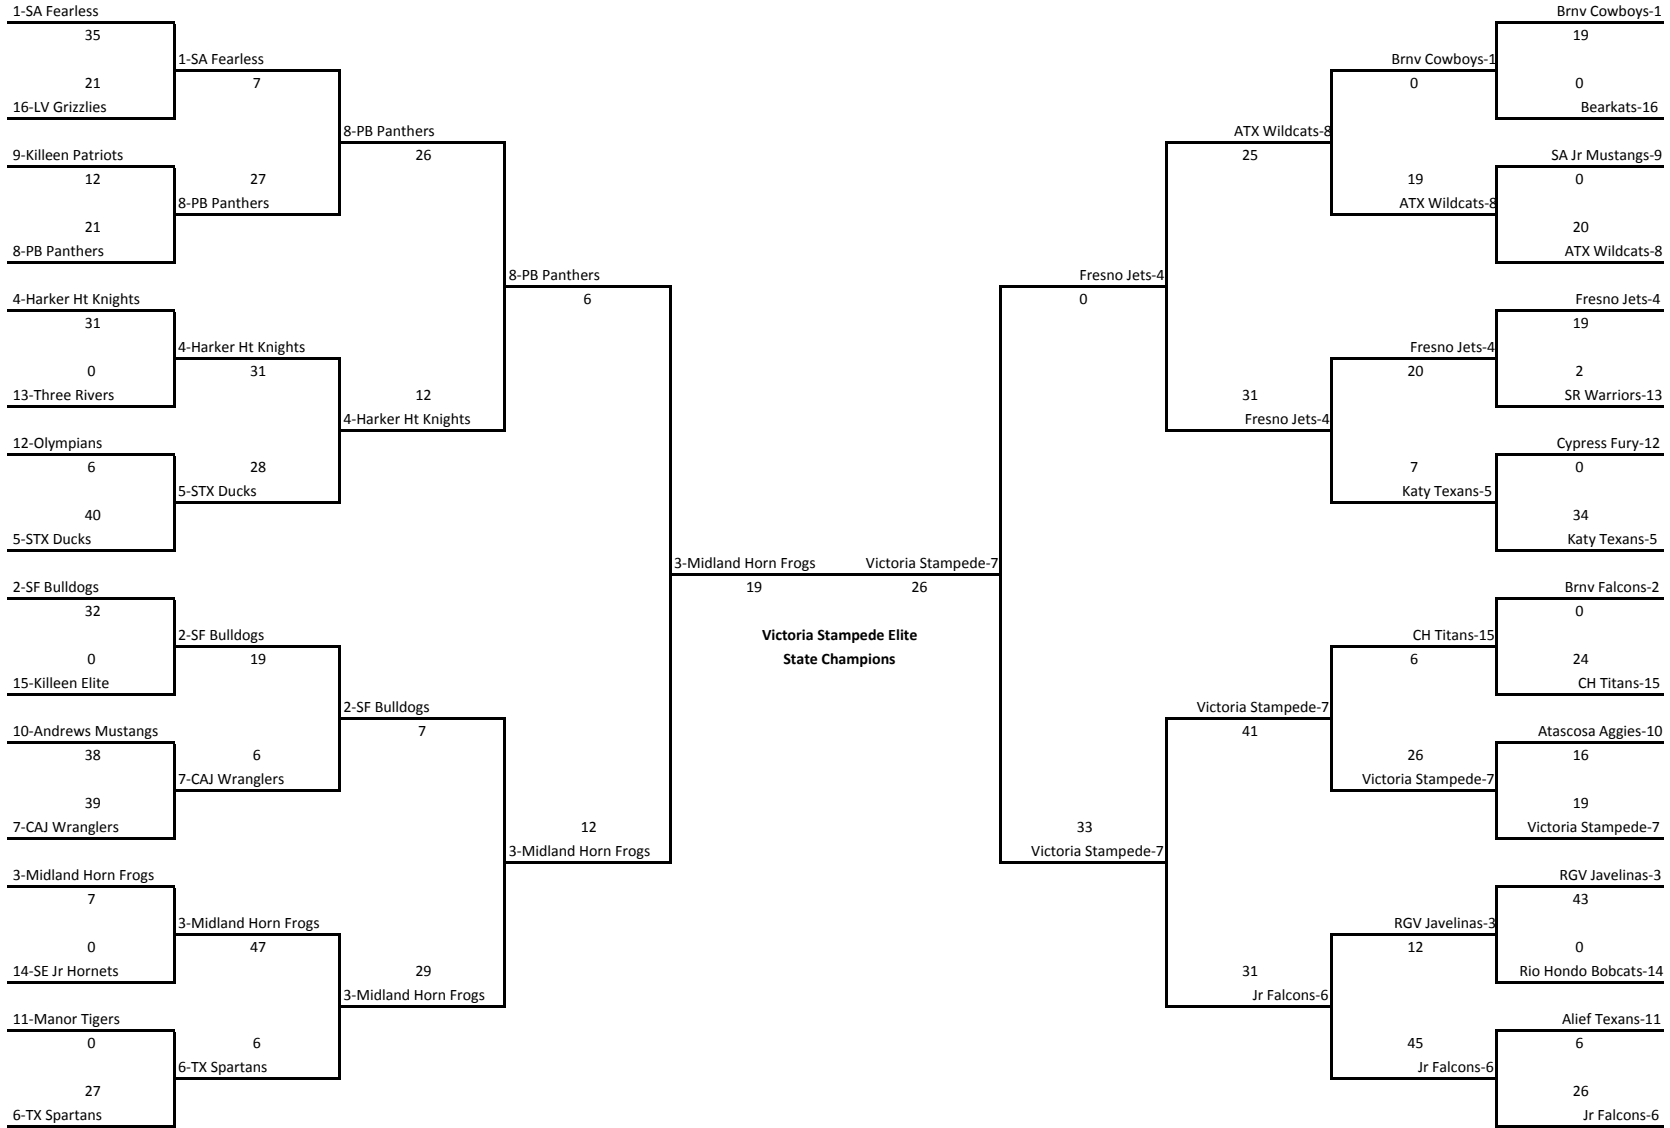 1-SA Fearless
35
21
16-LV Grizzlies
9-Killeen Patriots
12
21
8-PB Panthers
4-Harker Ht Knights
31
0
13-Three Rivers
12-Olympians
6
40
5-STX Ducks
2-SF Bulldogs
32
0
15-Killeen Elite
10-Andrews Mustangs
38
39
7-CAJ Wranglers
3-Midland Horn Frogs
7
0
14-SE Jr Hornets
11-Manor Tigers
0
27
6-TX Spartans
1-SA Fearless
7
27
8-PB Panthers
4-Harker Ht Knights
31
28
5-STX Ducks
2-SF Bulldogs
19
6
7-CAJ Wranglers
3-Midland Horn Frogs
47
6
6-TX Spartans
8-PB Panthers
26
12
4-Harker Ht Knights
2-SF Bulldogs
7
29
3-Midland Horn Frogs
8-PB Panthers
6
12
3-Midland Horn Frogs
3-Midland Horn Frogs
19
Victoria Stampede-7
26
Victoria Stampede Elite
State Champions
Fresno Jets-4
0
33
Victoria Stampede-7
ATX Wildcats-8
25
31
Fresno Jets-4
Victoria Stampede-7
41
31
Jr Falcons-6
Brnv Cowboys-1
0
19
ATX Wildcats-8
Fresno Jets-4
20
7
Katy Texans-5
CH Titans-15
6
26
Victoria Stampede-7
RGV Javelinas-3
12
45
Jr Falcons-6
Brnv Cowboys-1
19
0
Bearkats-16
SA Jr Mustangs-9
0
20
ATX Wildcats-8
Fresno Jets-4
19
2
SR Warriors-13
Cypress Fury-12
0
34
Katy Texans-5
Brnv Falcons-2
0
24
CH Titans-15
Atascosa Aggies-10
16
19
Victoria Stampede-7
RGV Javelinas-3
43
0
Rio Hondo Bobcats-14
Alief Texans-11
6
26
Jr Falcons-6